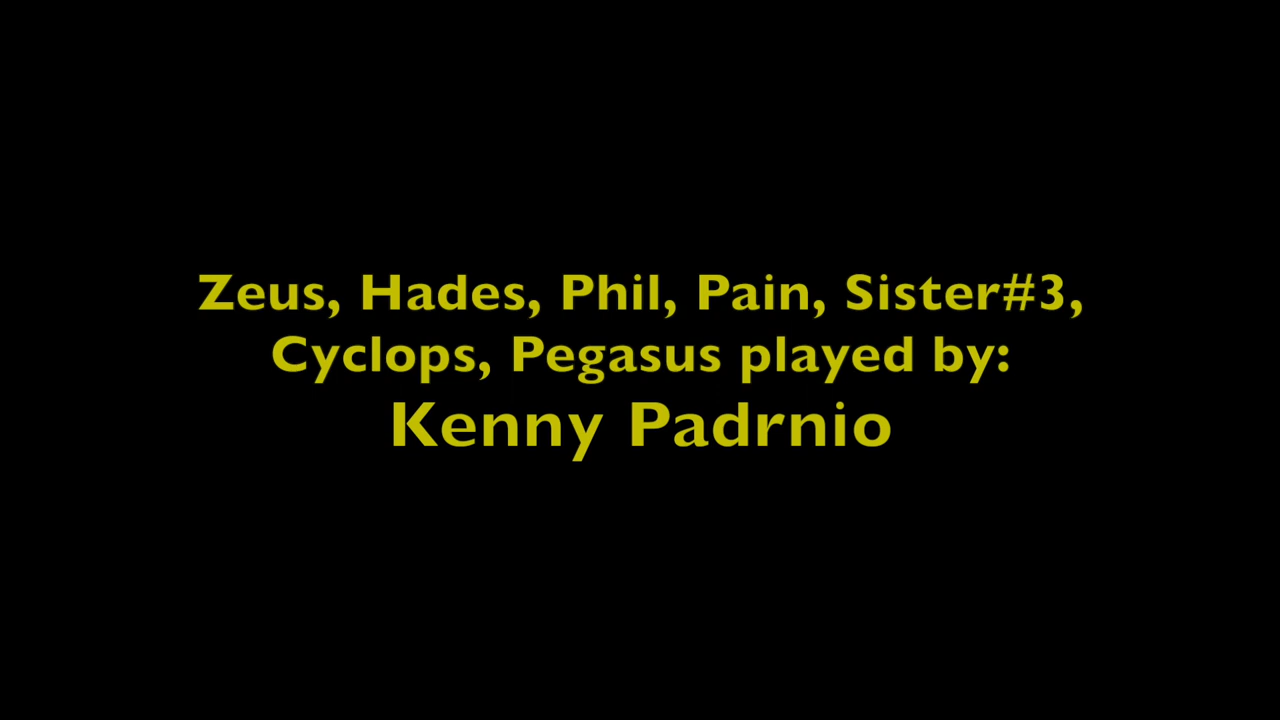 Zeus, Hades, Phil, Pain, Sister#3,
Cyclops, Pegasus played by:
Kenny Padrnio